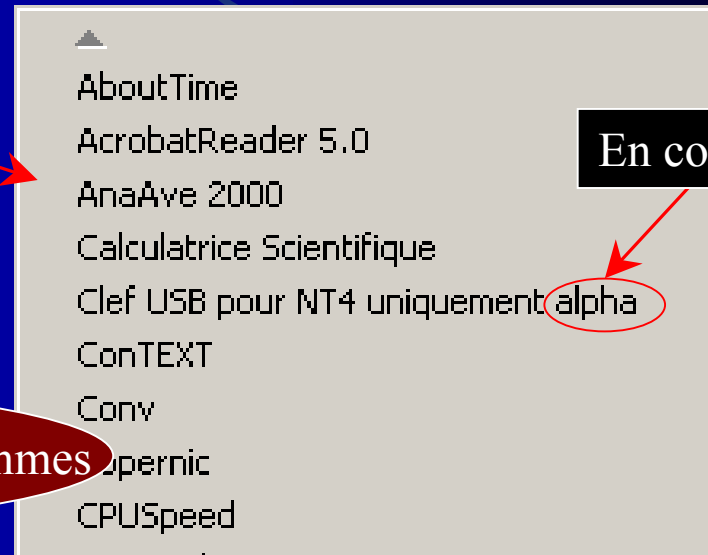 AboutTime
AcrobatReader 5.0
En co
AnaAve 2000
Calculatrice Scientifique
Clef USB pour NT4 uniquement alpha
ConTEXT
Conv
mmes opernic
CPUSpeed